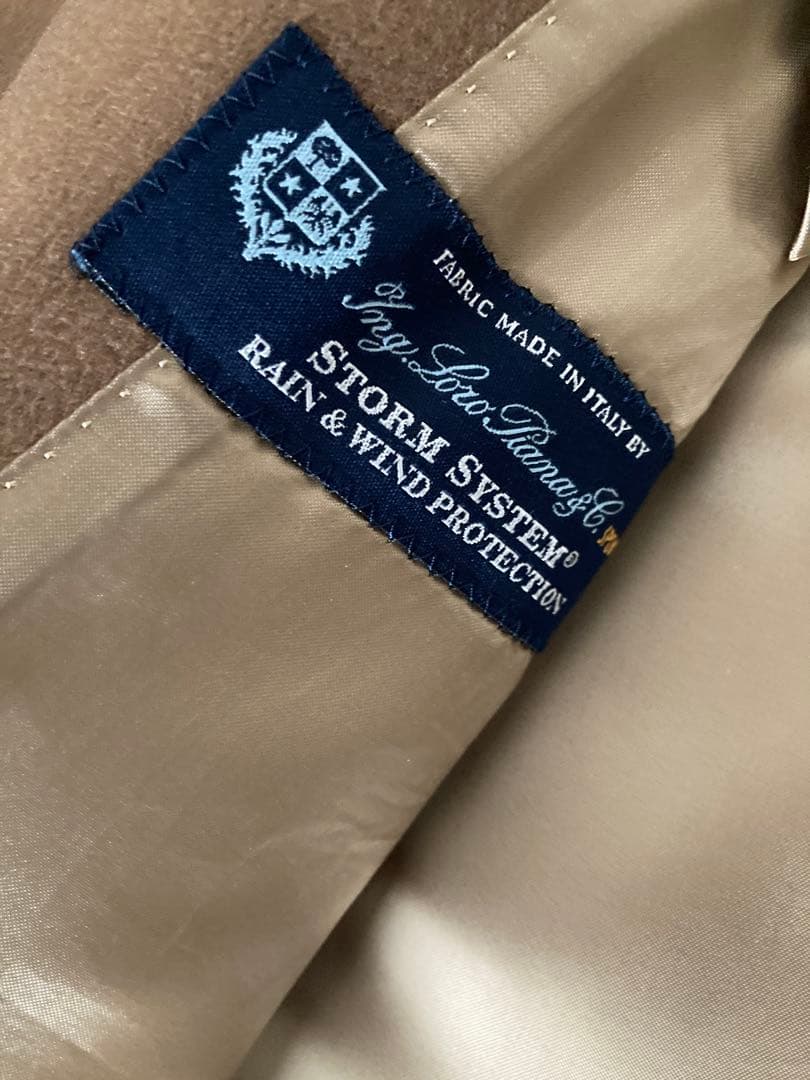 FABRIC MADE IN ITALY BY
Ing. Loro Piana & C.
STORM SYSTEM®
RAIN & WIND PROTECTION